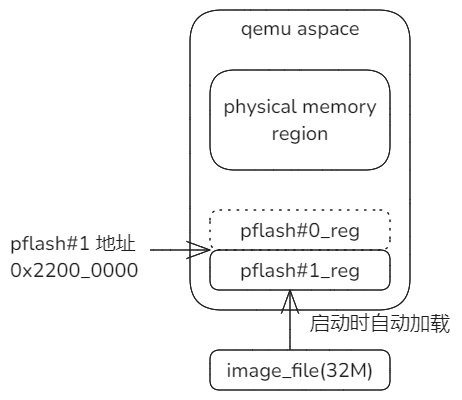 qemu aspace
physical memory
region
pflash#0_reg
pflash#1 地址
0x2200_0000
pflash#1_reg
启动时自动加载
image_file(32M)